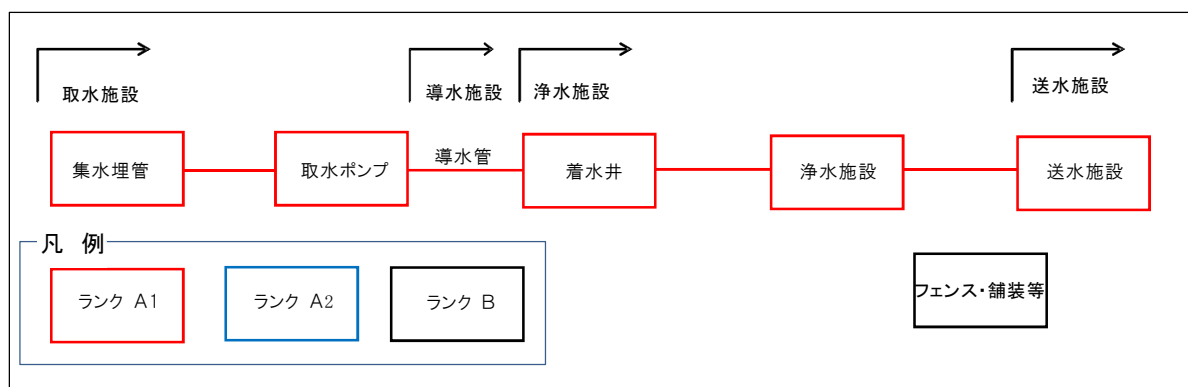 取水施設
導水施設
浄水施設
送水施設
集水埋管
取水ポンプ
導水管
着水井
浄水施設
送水施設
凡 例
ランク A1
ランク A2
ランク B
フェンス・舗装等